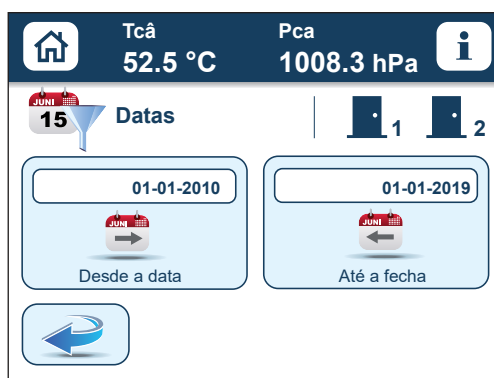 Tcâ Pca
52.5 °C 1008.3 hPa i
JUNI
15 Datas 1 2
01-01-2010 01-01-2019
JUNI JUNI
Desde a data Até a fecha